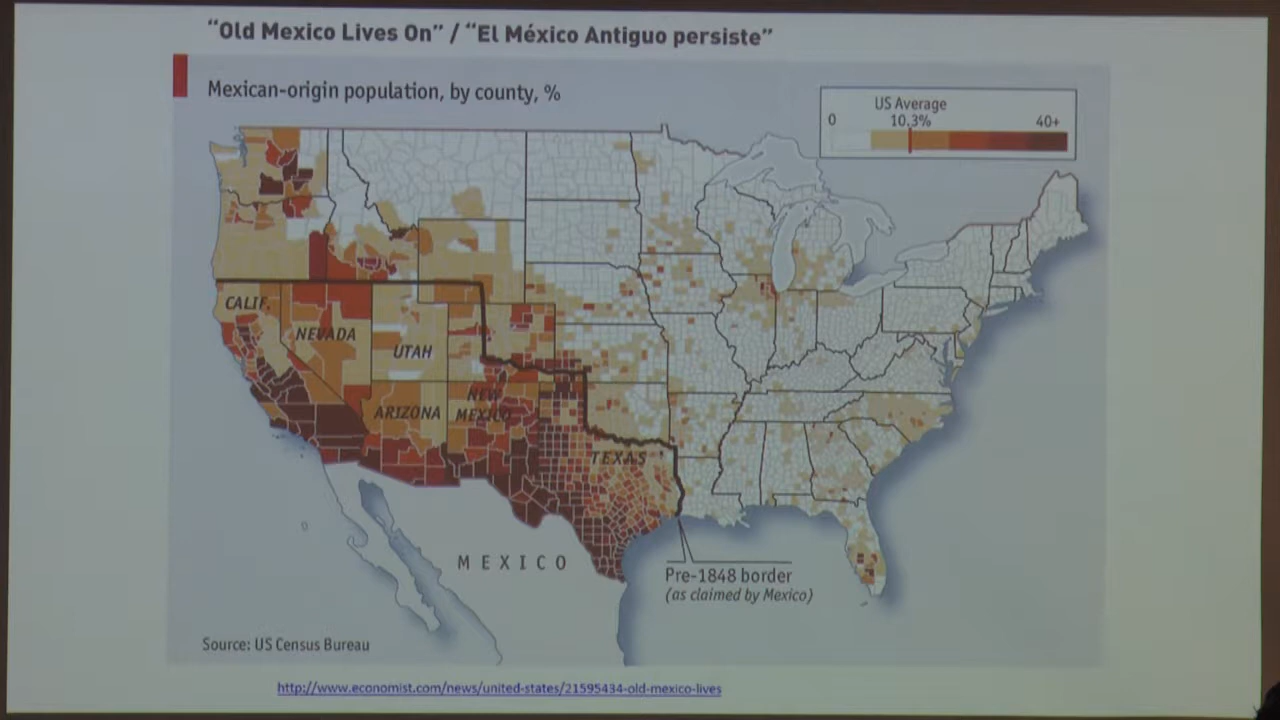 "Old Mexico Lives On" / "El México Antiguo persiste"
Mexican-origin population, by county, %
US Average
0 10.3% 40+
CALIF.
NEVADA
UTAH
ARIZONA
NEW
MEXICO
TEXAS
MEXICO
Pre-1848 border
(as claimed by Mexico)
Source: US Census Bureau
http://www.economist.com/news/united-states/21595434-old-mexico-lives